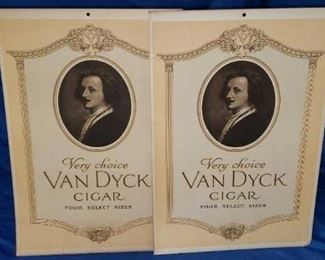 Very choice
VAN DYCK
CIGAR
FOUR SELECT SIZES
Very choice
VAN DYCK
CIGAR
FOUR SELECT SIZES